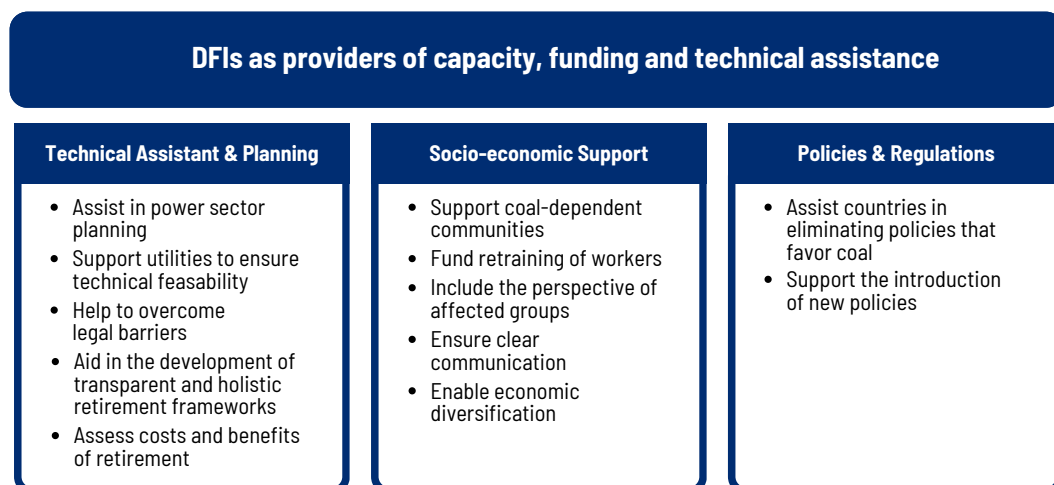 DFIs as providers of capacity, funding and technical assistance
Technical Assistant & Planning
• Assist in power sector
planning
• Support utilities to ensure
technical feasability
• Help to overcome
legal barriers
• Aid in the development of
transparent and holistic
retirement frameworks
• Assess costs and benefits
of retirement
Socio-economic Support
• Support coal-dependent
communities
• Fund retraining of workers
• Include the perspective of
affected groups
• Ensure clear
communication
• Enable economic
diversification
Policies & Regulations
• Assist countries in
eliminating policies that
favor coal
• Support the introduction
of new policies